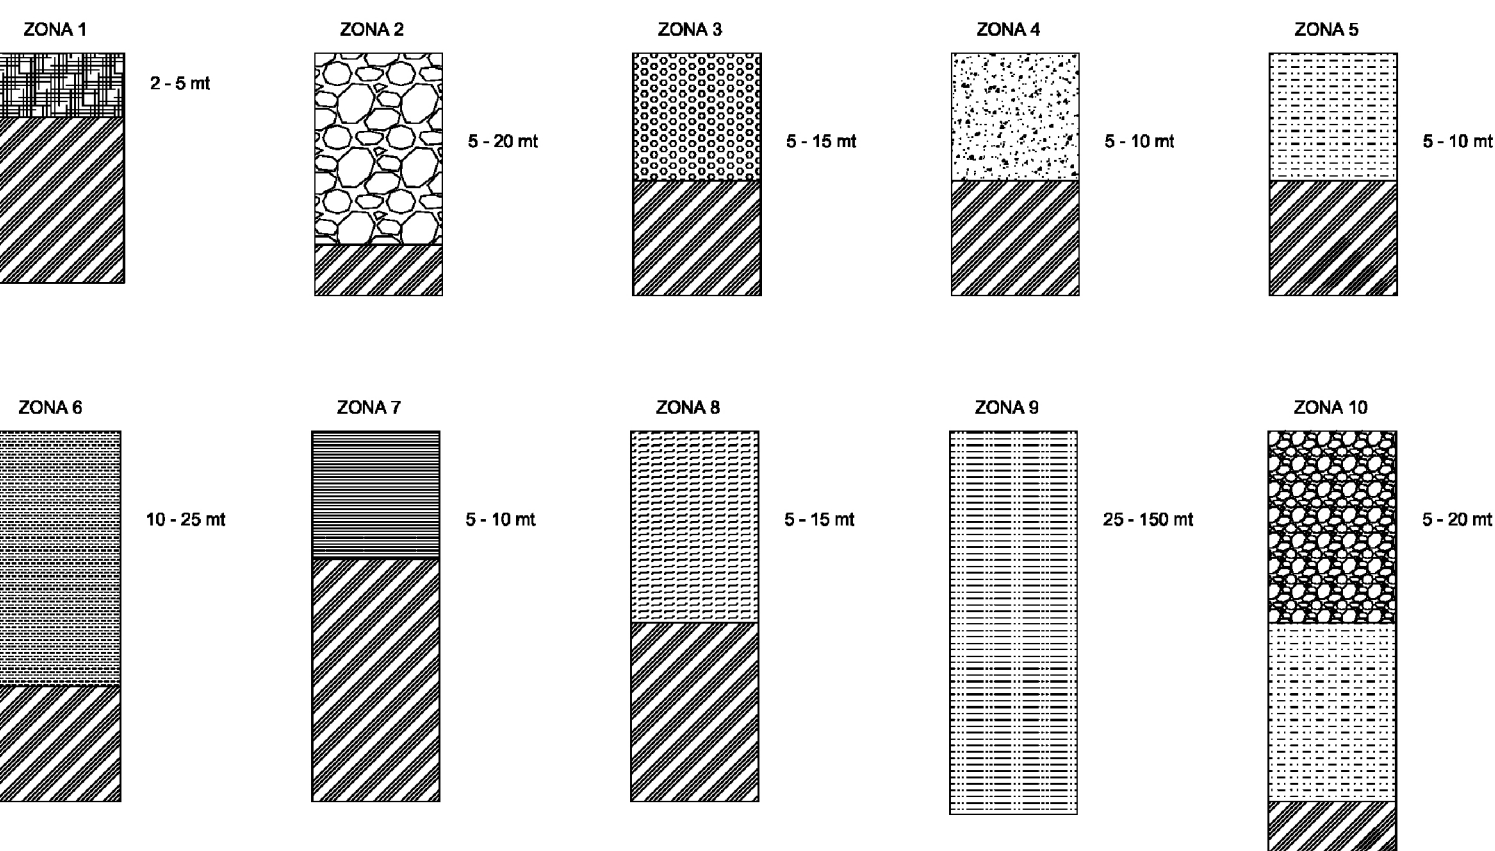 ZONA 1
ZONA 2
ZONA 3
ZONA 4
ZONA 5
2 - 5 mt
5 - 20 mt
5 - 15 mt
5 - 10 mt
5 - 10 mt
ZONA 6
ZONA 7
ZONA 8
ZONA 9
ZONA 10
10 - 25 mt
5 - 10 mt
5 - 15 mt
25 - 150 mt
5 - 20 mt